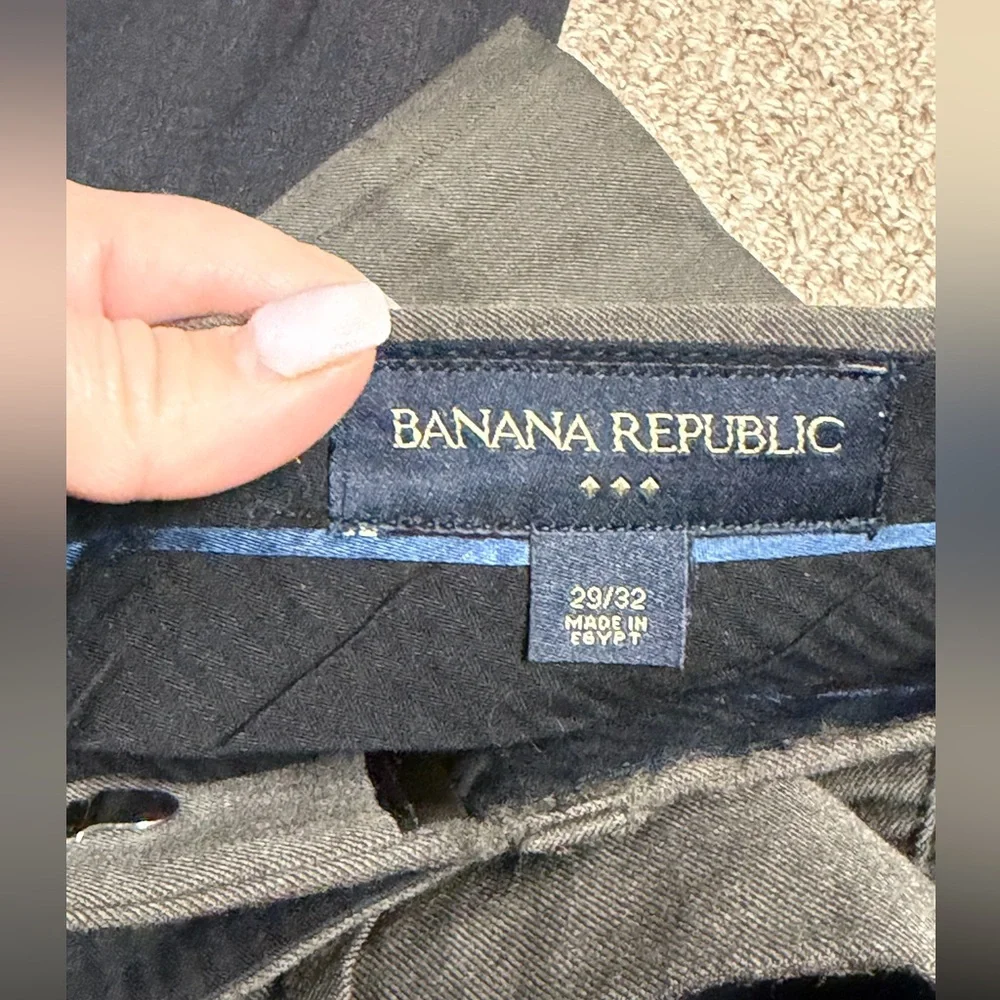 BANANA REPUBLIC
29/32
MADE IN
EGYPT